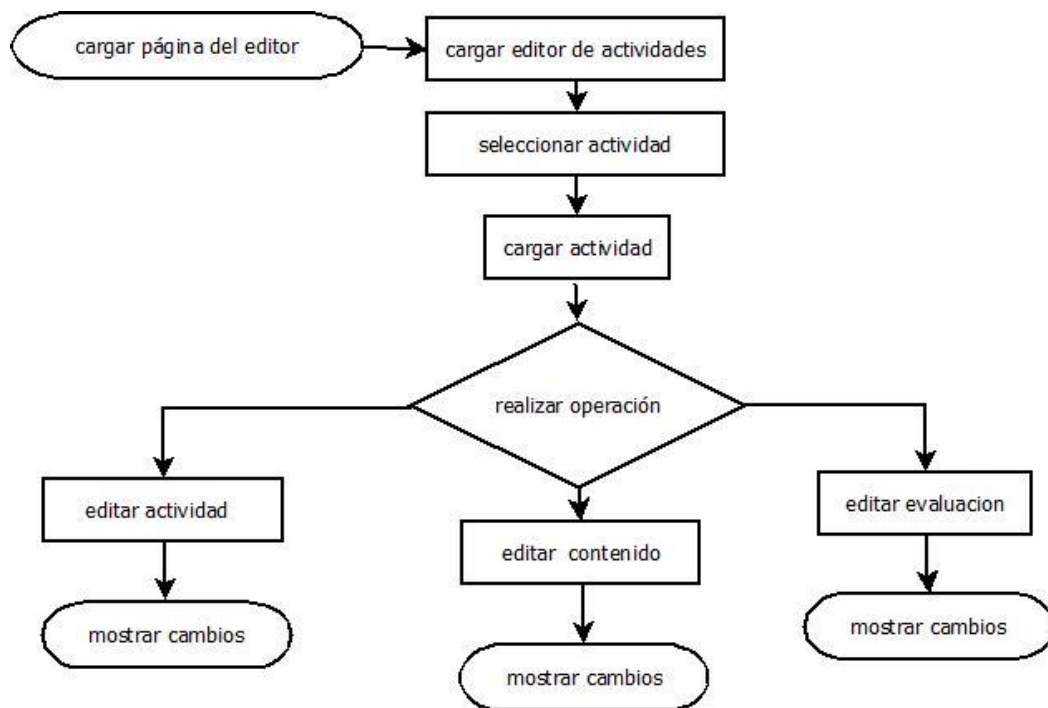 cargar página del editor
cargar editor de actividades
seleccionar actividad
cargar actividad
realizar operación
editar actividad
editar contenido
editar evaluacion
mostrar cambios
mostrar cambios
mostrar cambios